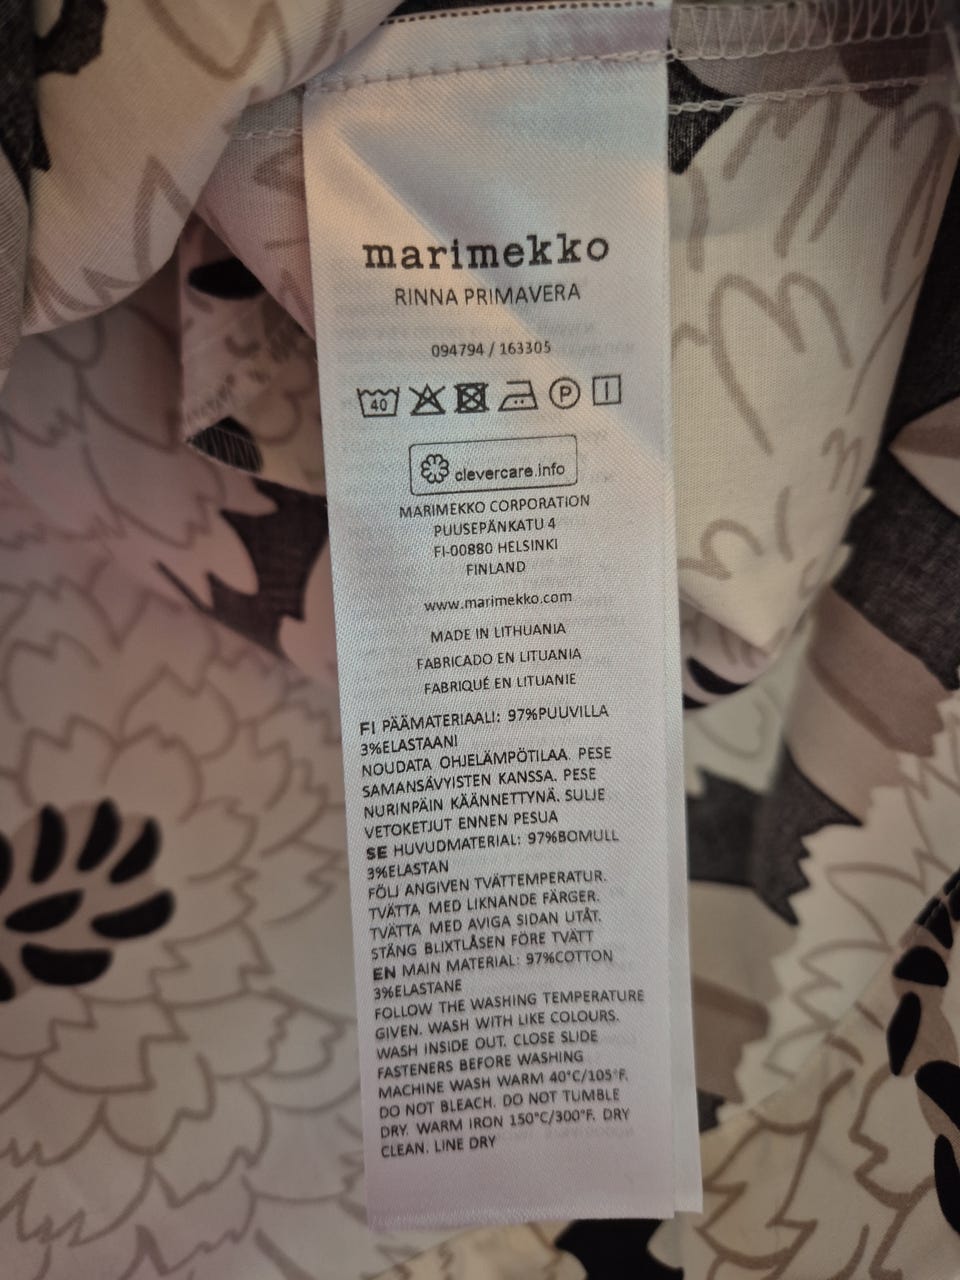 marimekko
RINNA PRIMAVERA
094794 / 163305
40 P
clevercare.info
MARIMEKKO CORPORATION
PUUSEPÄNKATU 4
FI-00880 HELSINKI
FINLAND
www.marimekko.com
MADE IN LITHUANIA
FABRICADO EN LITUANIA
FABRIQUÉ EN LITUANIE
FI PÄÄMATERIAALI: 97%PUUVILLA
3%ELASTAANI
NOUDATA OHJELÄMPÖTILAA. PESE
SAMANSÄVYISTEN KANSSA. PESE
NURINPÄIN KÄÄNNETTYNÄ. SULJE
VETOKETJUT ENNEN PESUA
SE HUVUDMATERIAL: 97%BOMULL
3%ELASTAN
FÖLJ ANGIVEN TVÄTTEMPERATUR.
TVÄTTA MED LIKNANDE FÄRGER.
TVÄTTA MED AVIGA SIDAN UTÅT.
STÄNG BLIXTLÅSEN FÖRE TVÄTT
EN MAIN MATERIAL: 97%COTTON
3%ELASTANE
FOLLOW THE WASHING TEMPERATURE
GIVEN. WASH WITH LIKE COLOURS.
WASH INSIDE OUT. CLOSE SLIDE
FASTENERS BEFORE WASHING
MACHINE WASH WARM 40°C/105°F.
DO NOT BLEACH. DO NOT TUMBLE
DRY. WARM IRON 150°C/300°F. DRY
CLEAN. LINE DRY